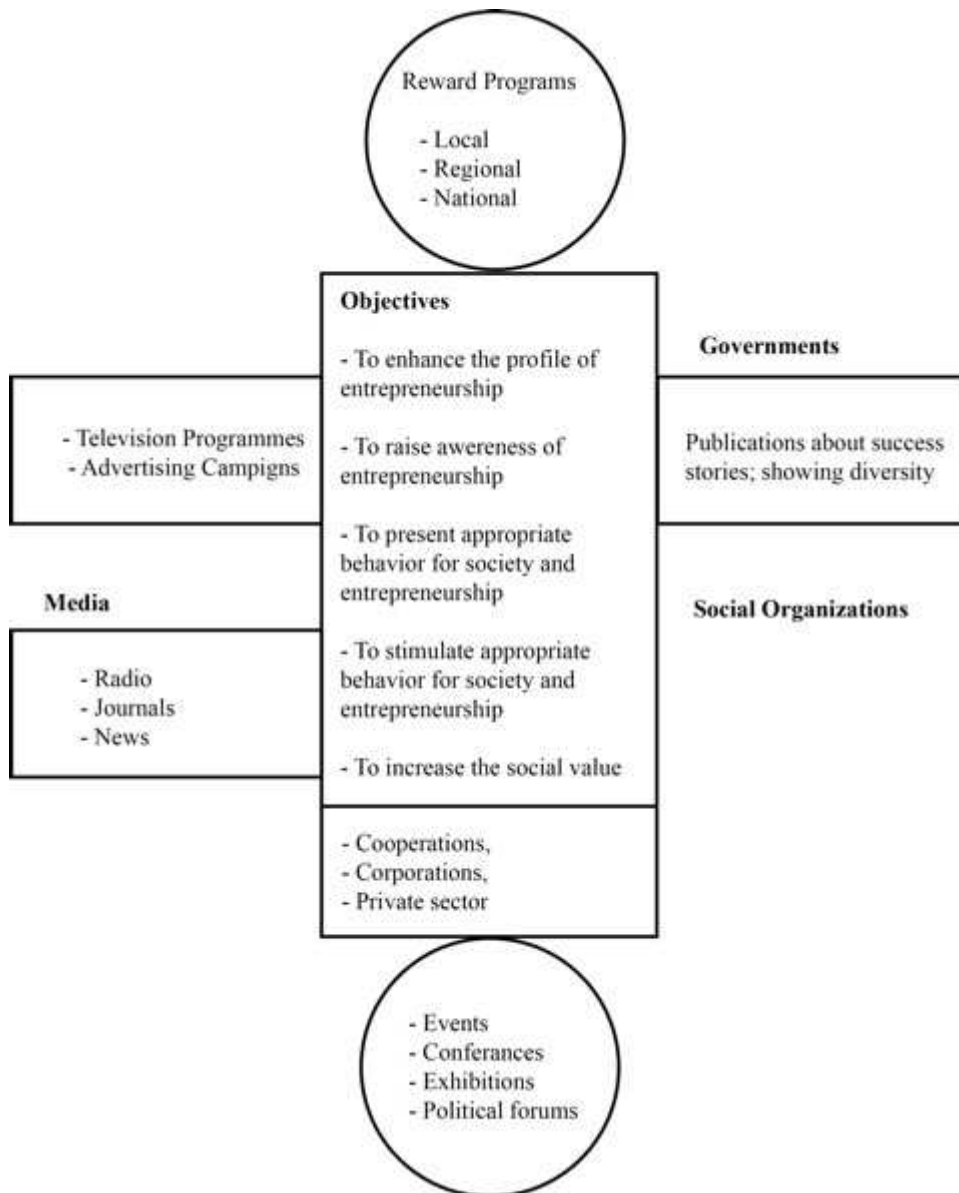 Reward Programs
- Local
- Regional
- National
Objectives
- To enhance the profile of
entrepreneurship
- To raise awereness of
entrepreneurship
- To present appropriate
behavior for society and
entrepreneurship
- To stimulate appropriate
behavior for society and
entrepreneurship
- To increase the social value
- Cooperations,
- Corporations,
- Private sector
- Television Programmes
- Advertising Campigns
Media
- Radio
- Journals
- News
Governments
Publications about success
stories; showing diversity
Social Organizations
- Events
- Conferances
- Exhibitions
- Political forums